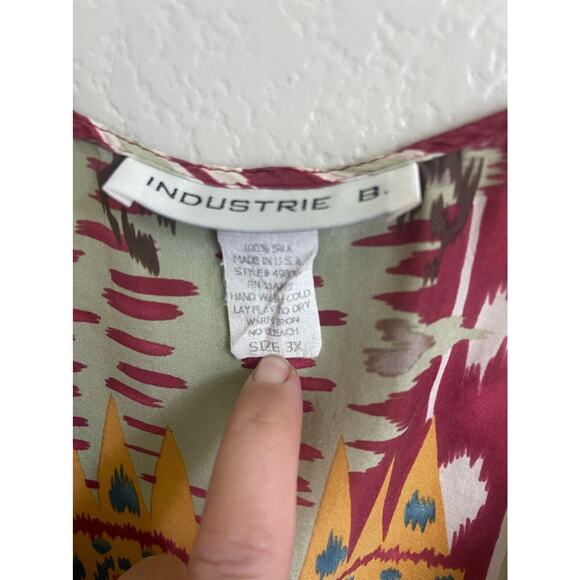 INDUSTRIE B.
100% SILK
MADE IN U.S.A
STYLE#
RN
HAND WASH COLD
LAY FLAT TO DRY
WARM IRON
NO BLEACH
SIZE 3X